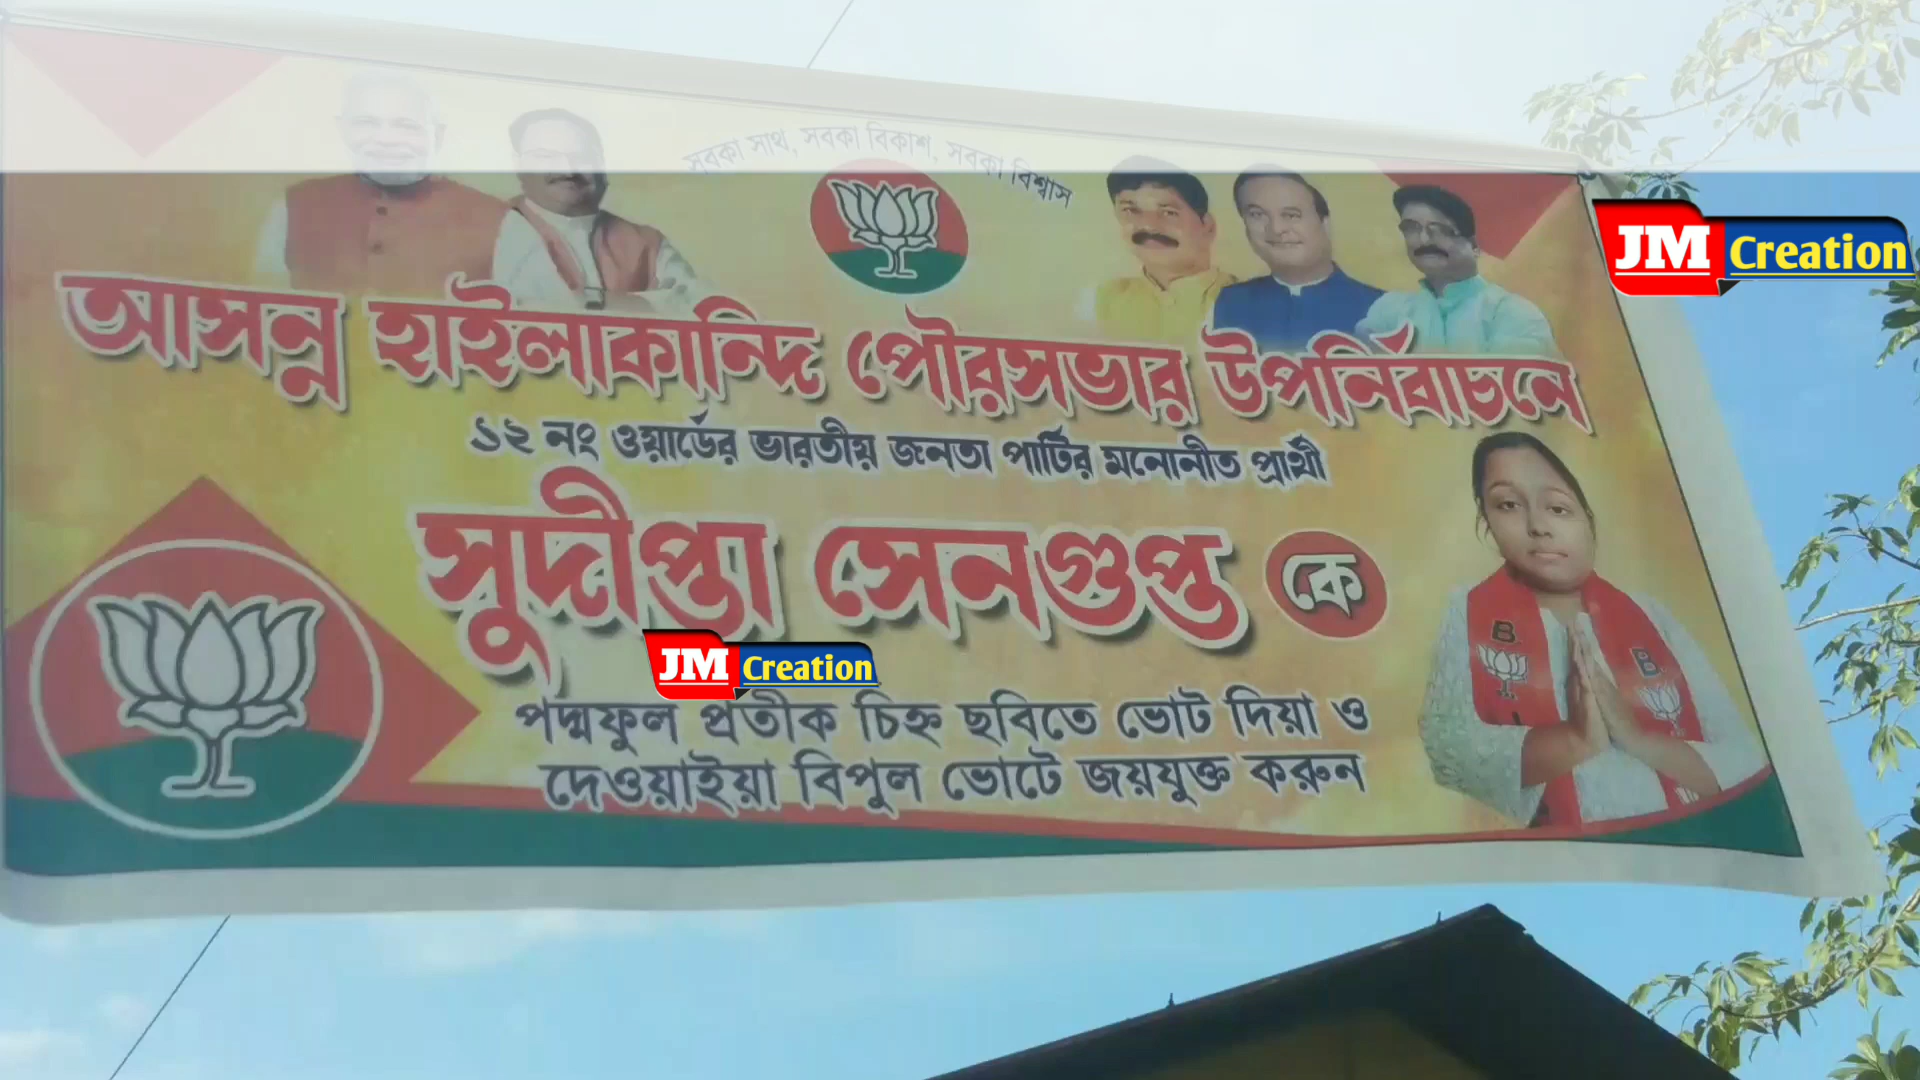 সবকা সাথ, সবকা বিকাশ, সবকা বিশ্বাস
JM Creation
আসন্ন হাইলাকান্দি পৌরসভার উপনির্বাচনে
১২ নং ওয়ার্ডের ভারতীয় জনতা পার্টির মনোনীত প্রার্থী
সুদীপ্তা সেনগুপ্ত কে
JM Creation
পদ্মফুল প্রতীক চিহ্ন ছবিতে ভোট দিয়া ও
দেওয়াইয়া বিপুল ভোটে জয়যুক্ত করুন
B B